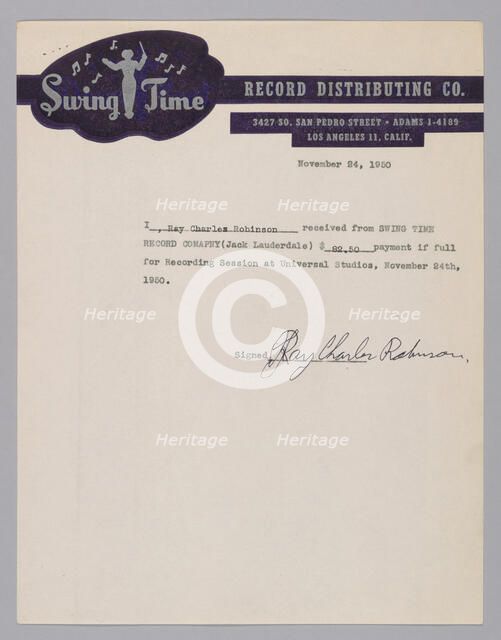 Swing Time
RECORD DISTRIBUTING CO.
3427 SO. SAN PEDRO STREET • ADAMS 1-4189
LOS ANGELES 11, CALIF.
November 24, 1950
Heritage Heritage
I , Ray Charles Robinson received from SWING TIME
RECORD COMAPNY(Jack Lauderdale) $ 82.50 payment if full
for Recording Session at Universal Studios, November 24th,
1950.
Heritage Heritage Heritage
©
Signed Ray Charles Robinson.
Heritage Heritage